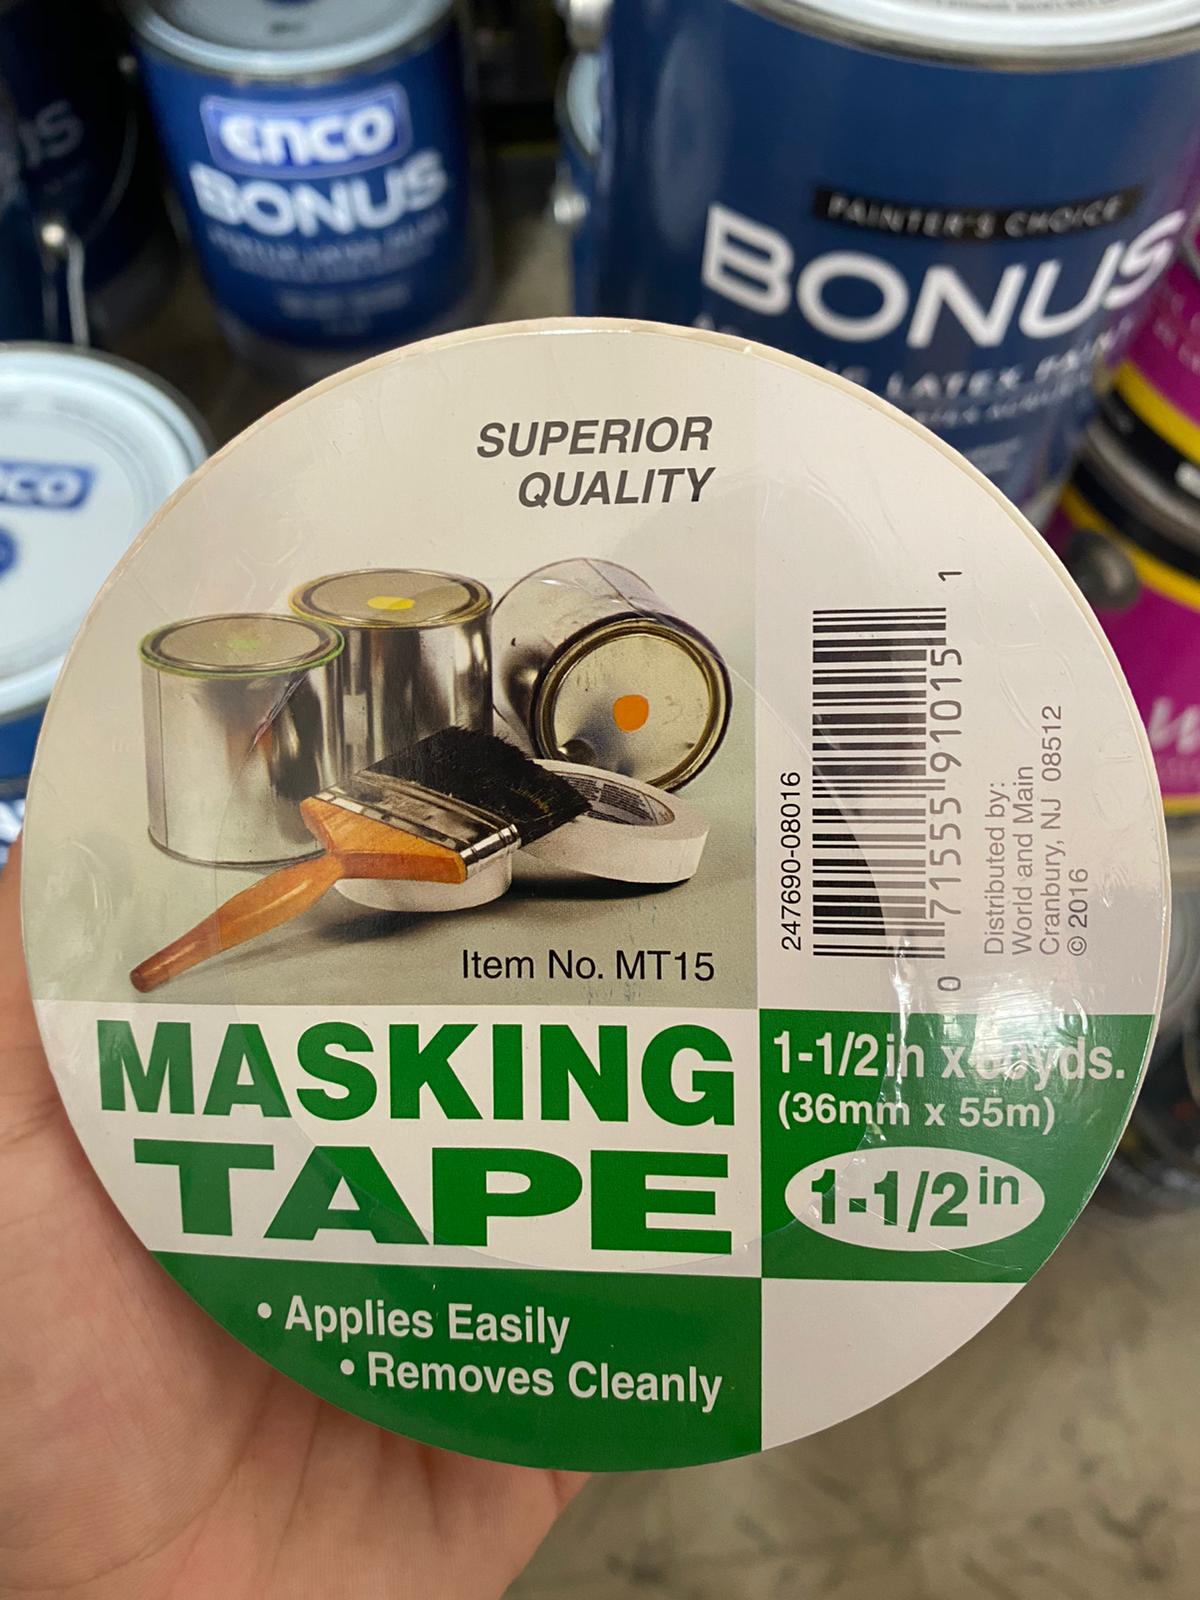 enco
BONUS
PAINTER'S CHOICE
BONUS
LATEX
SUPERIOR
QUALITY
Item No. MT15
247690-08016
0 71555 91015 1
Distributed by:
World and Main
Cranbury, NJ 08512
© 2016
MASKING
TAPE
1-1/2in x yds.
(36mm x 55m)
1-1/2in
• Applies Easily
• Removes Cleanly